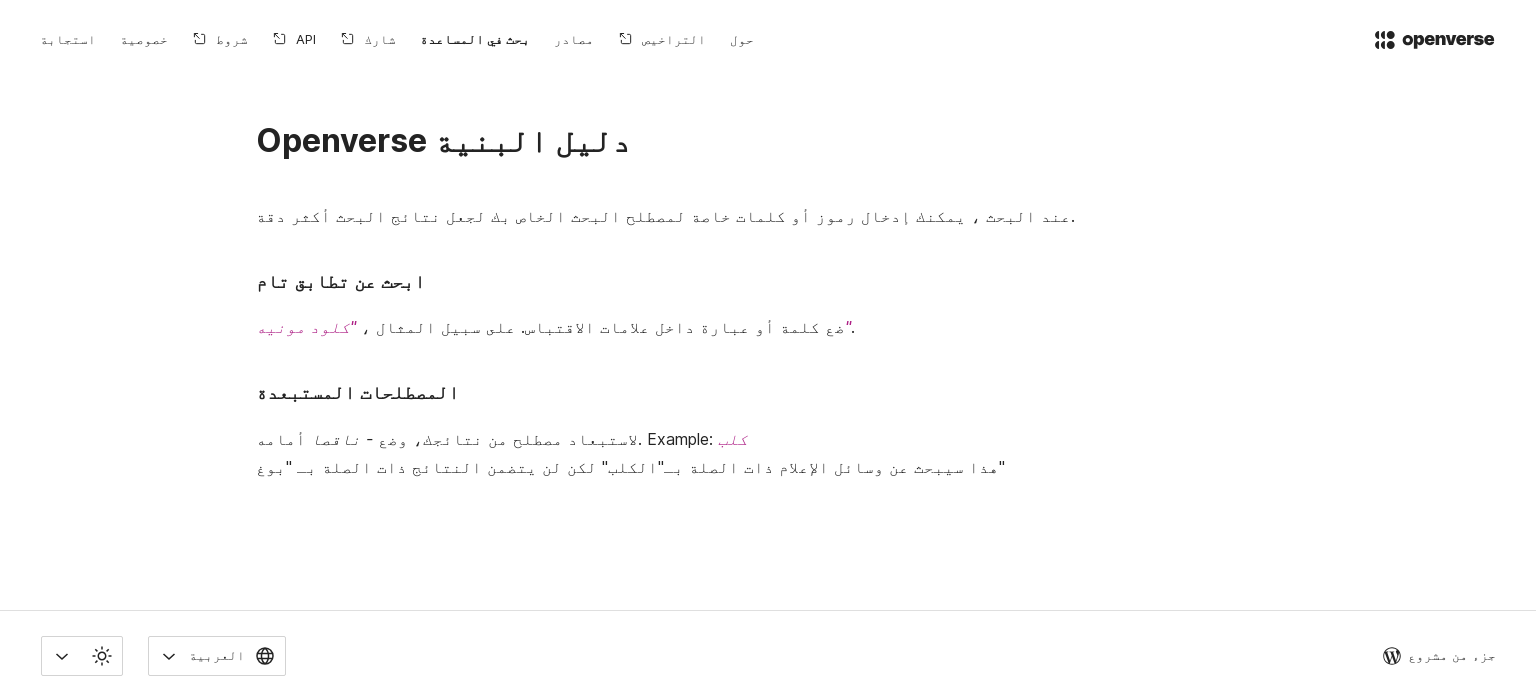 openverse
حول
التراخيص
مصادر
بحث في المساعدة
شارك
API
شروط
خصوصية
استجابة
دليل البنية Openverse
عند البحث ، يمكنك إدخال رموز أو كلمات خاصة لمصطلح البحث الخاص بك لجعل نتائج البحث أكثر دقة.
ابحث عن تطابق تام
ضع كلمة أو عبارة داخل علامات الاقتباس. على سبيل المثال ، "كلود مونيه".
المصطلحات المستبعدة
لاستبعاد مصطلح من نتائجك، وضع - ناقصا أمامه. Example: كلب
هذا سيبحث عن وسائل الإعلام ذات الصلة بـ"الكلب" لكن لن يتضمن النتائج ذات الصلة بـ "بوغ"
جزء من مشروع
العربية